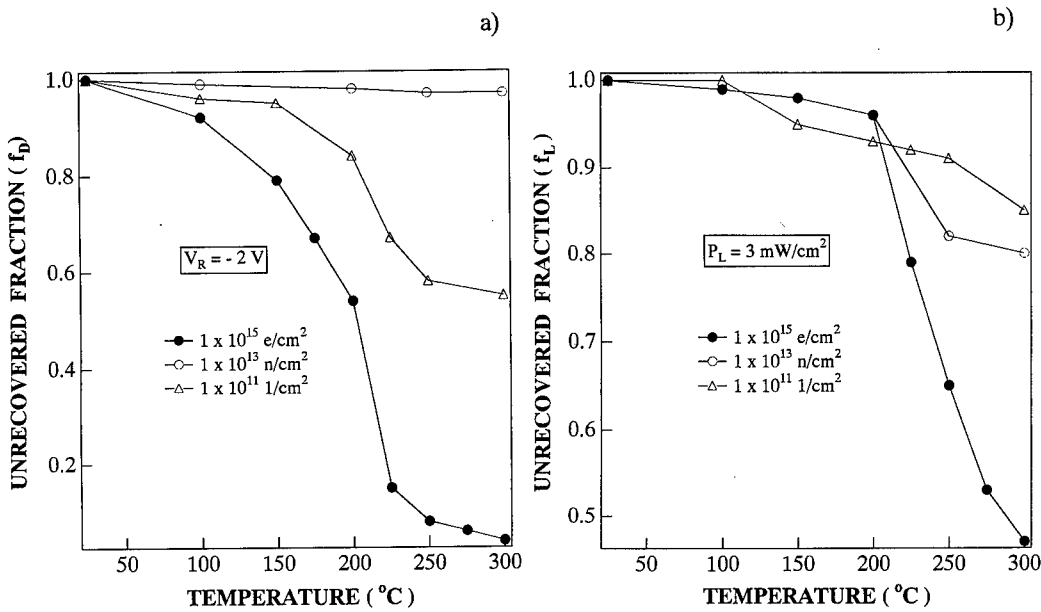 a)
UNRECOVERED FRACTION ( f_D )
1.0
0.8
0.6
0.4
0.2
V_R = - 2 V
1 x 10^15 e/cm^2
1 x 10^13 n/cm^2
1 x 10^11 1/cm^2
50 100 150 200 250 300
TEMPERATURE ( °C )
b)
UNRECOVERED FRACTION ( f_L )
1.0
0.9
0.8
0.7
0.6
0.5
P_L = 3 mW/cm^2
1 x 10^15 e/cm^2
1 x 10^13 n/cm^2
1 x 10^11 1/cm^2
50 100 150 200 250 300
TEMPERATURE ( °C )